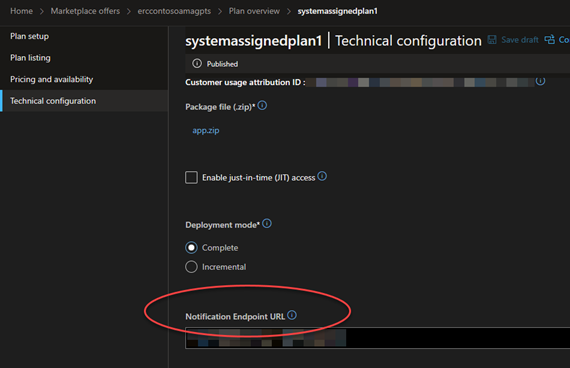 Home > Marketplace offers > erccontosoamagpts > Plan overview > systemassignedplan1
Plan setup
Plan listing
Pricing and availability
Technical configuration
systemassignedplan1 | Technical configuration
Save draft
Co
Published
Customer usage attribution ID :
Package file (.zip)*
app.zip
Enable just-in-time (JIT) access
Deployment mode*
Complete
Incremental
Notification Endpoint URL